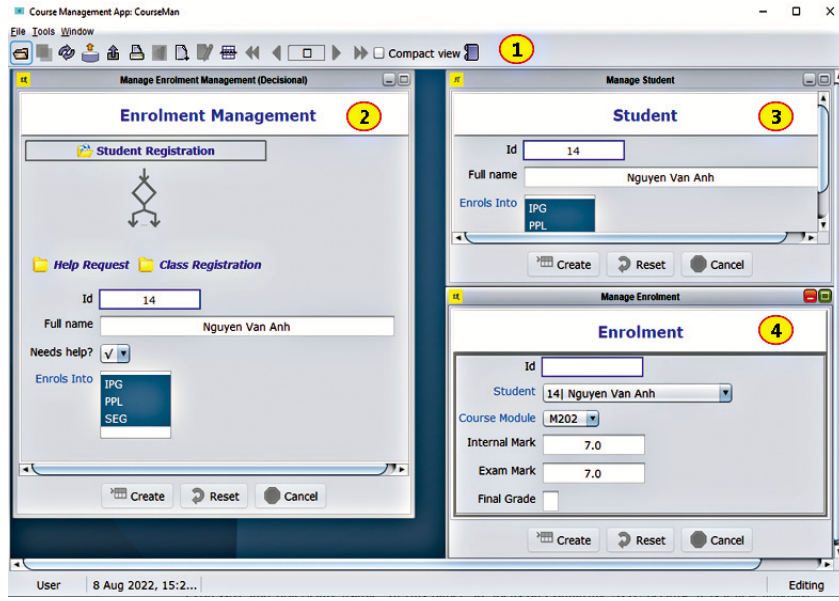 Course Management App: CourseMan
File Tools Window
Compact view
1
Manage Enrolment Management (Decisional)
Enrolment Management
2
Student Registration
Help Request Class Registration
Id 14
Full name Nguyen Van Anh
Needs help? √
Enrols Into IPG
PPL
SEG
Create Reset Cancel
Manage Student
Student
3
Id 14
Full name Nguyen Van Anh
Enrols Into IPG
PPL
Create Reset Cancel
Manage Enrolment
Enrolment
4
Id
Student 14| Nguyen Van Anh
Course Module M202
Internal Mark 7.0
Exam Mark 7.0
Final Grade
Create Reset Cancel
User 8 Aug 2022, 15:2... Editing